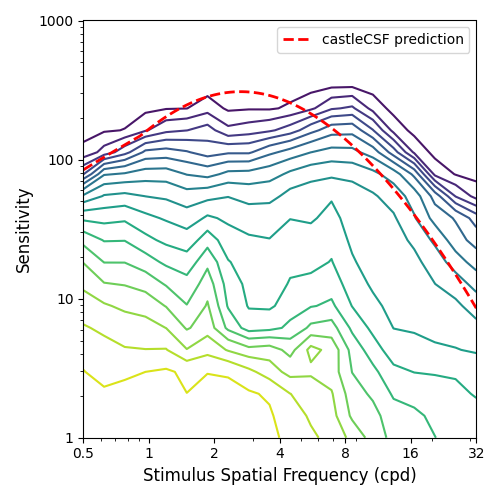 1000
castleCSF prediction
100
Sensitivity
10
1
0.5 1 2 4 8 16 32
Stimulus Spatial Frequency (cpd)